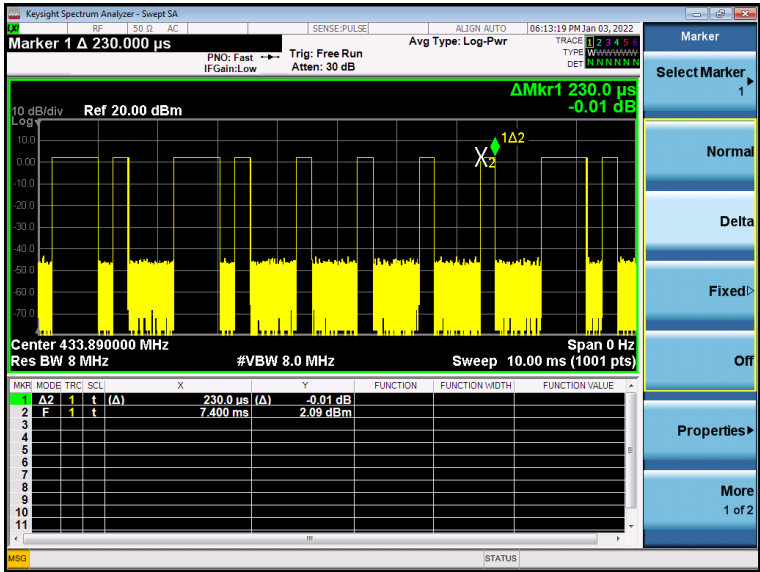 Keysight Spectrum Analyzer - Swept SA
LXI
RF 50 Ω AC SENSE:PULSE ALIGN AUTO 06:13:19 PM Jan 03, 2022
Marker 1 Δ 230.000 µs
PNO: Fast
IFGain:Low
Trig: Free Run
Atten: 30 dB
Avg Type: Log-Pwr
TRACE 1 2 3 4 5 6
TYPE W
DET N N N N N N
ΔMkr1 230.0 µs
-0.01 dB
10 dB/div Ref 20.00 dBm
Log
10.0
0.00
-10.0
-20.0
-30.0
-40.0
-50.0
-60.0
-70.0
1Δ2
X2
Center 433.890000 MHz Span 0 Hz
Res BW 8 MHz #VBW 8.0 MHz Sweep 10.00 ms (1001 pts)
MKR MODE TRC SCL X Y FUNCTION FUNCTION WIDTH FUNCTION VALUE
1 Δ2 1 t (Δ) 230.0 µs (Δ) -0.01 dB
2 F 1 t 7.400 ms 2.09 dBm
3
4
5
6
7
8
9
10
11
MSG STATUS
Marker
Select Marker
1
Normal
Delta
Fixed
Off
Properties
More
1 of 2